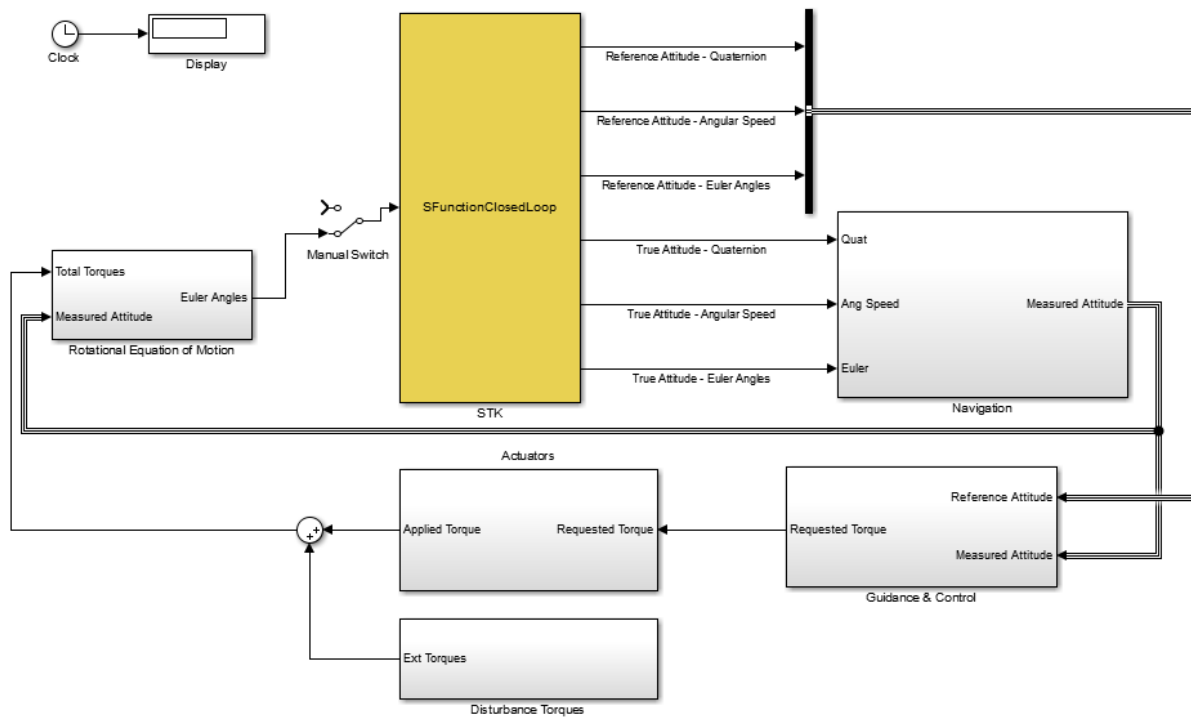 Clock
Display
Reference Attitude - Quaternion
Reference Attitude - Angular Speed
Reference Attitude - Euler Angles
SFunctionClosedLoop
True Attitude - Quaternion
True Attitude - Angular Speed
True Attitude - Euler Angles
STK
Manual Switch
Total Torques
Euler Angles
Measured Attitude
Rotational Equation of Motion
Quat
Ang Speed
Measured Attitude
Euler
Navigation
Actuators
Applied Torque
Requested Torque
Requested Torque
Reference Attitude
Measured Attitude
Guidance & Control
++
Ext Torques
Disturbance Torques